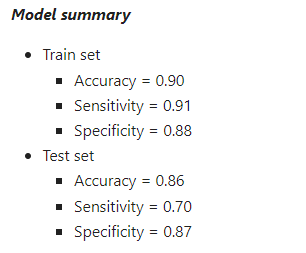 Model summary
Train set
Accuracy = 0.90
Sensitivity = 0.91
Specificity = 0.88
Test set
Accuracy = 0.86
Sensitivity = 0.70
Specificity = 0.87